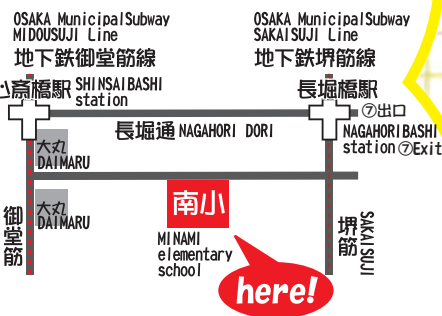 OSAKA MunicipalSubway
MIDOUSUJI Line
地下鉄御堂筋線
OSAKA MunicipalSubway
SAKAISUJI Line
地下鉄堺筋線
心斎橋駅 SHINSAIBASHI
station
長堀橋駅
⑦出口
長堀通 NAGAHORI DORI
NAGAHORIBASHI
station⑦Exit
大丸
DAIMARU
大丸
DAIMARU
南小
御堂筋
MINAMI
elementary
school
堺筋
SAKAISUJI
here!